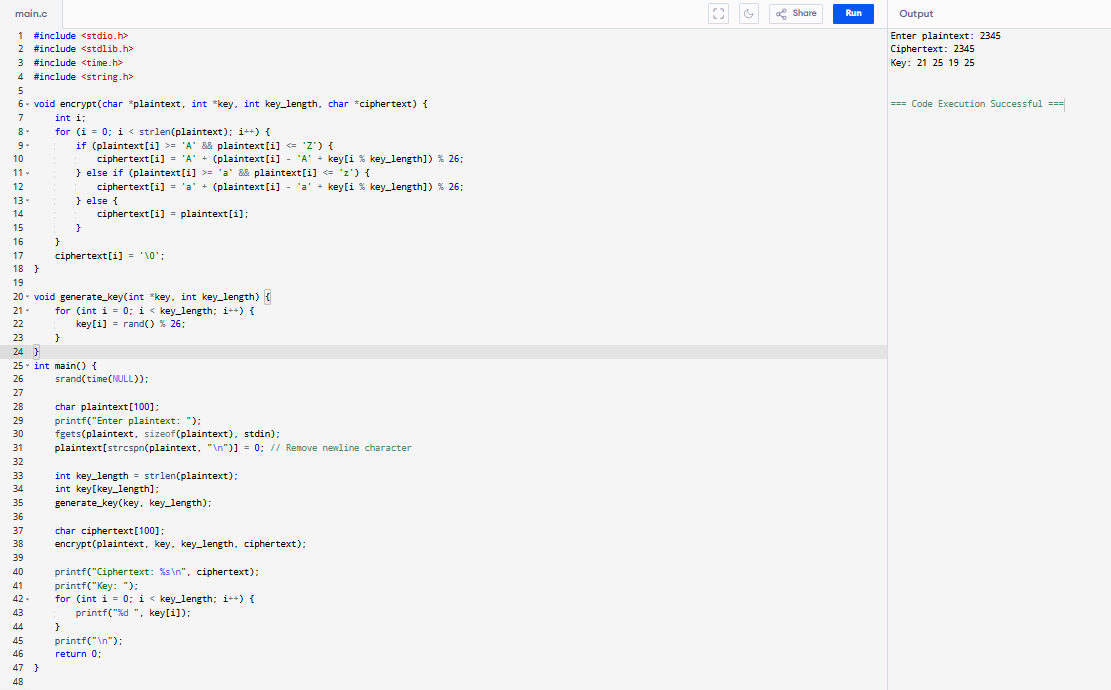 main.c
Share
Run
Output
1 #include <stdio.h>
2 #include <stdlib.h>
3 #include <time.h>
4 #include <string.h>
5
6 void encrypt(char *plaintext, int *key, int key_length, char *ciphertext) {
7     int i;
8     for (i = 0; i < strlen(plaintext); i++) {
9         if (plaintext[i] >= 'A' && plaintext[i] <= 'Z') {
10             ciphertext[i] = 'A' + (plaintext[i] - 'A' + key[i % key_length]) % 26;
11         } else if (plaintext[i] >= 'a' && plaintext[i] <= 'z') {
12             ciphertext[i] = 'a' + (plaintext[i] - 'a' + key[i % key_length]) % 26;
13         } else {
14             ciphertext[i] = plaintext[i];
15         }
16     }
17     ciphertext[i] = '\0';
18 }
19
20 void generate_key(int *key, int key_length) {
21     for (int i = 0; i < key_length; i++) {
22         key[i] = rand() % 26;
23     }
24 }
25 int main() {
26     srand(time(NULL));
27
28     char plaintext[100];
29     printf("Enter plaintext: ");
30     fgets(plaintext, sizeof(plaintext), stdin);
31     plaintext[strcspn(plaintext, "\n")] = 0; // Remove newline character
32
33     int key_length = strlen(plaintext);
34     int key[key_length];
35     generate_key(key, key_length);
36
37     char ciphertext[100];
38     encrypt(plaintext, key, key_length, ciphertext);
39
40     printf("Ciphertext: %s\n", ciphertext);
41     printf("Key: ");
42     for (int i = 0; i < key_length; i++) {
43         printf("%d ", key[i]);
44     }
45     printf("\n");
46     return 0;
47 }
48
Enter plaintext: 2345
Ciphertext: 2345
Key: 21 25 19 25
=== Code Execution Successful ===